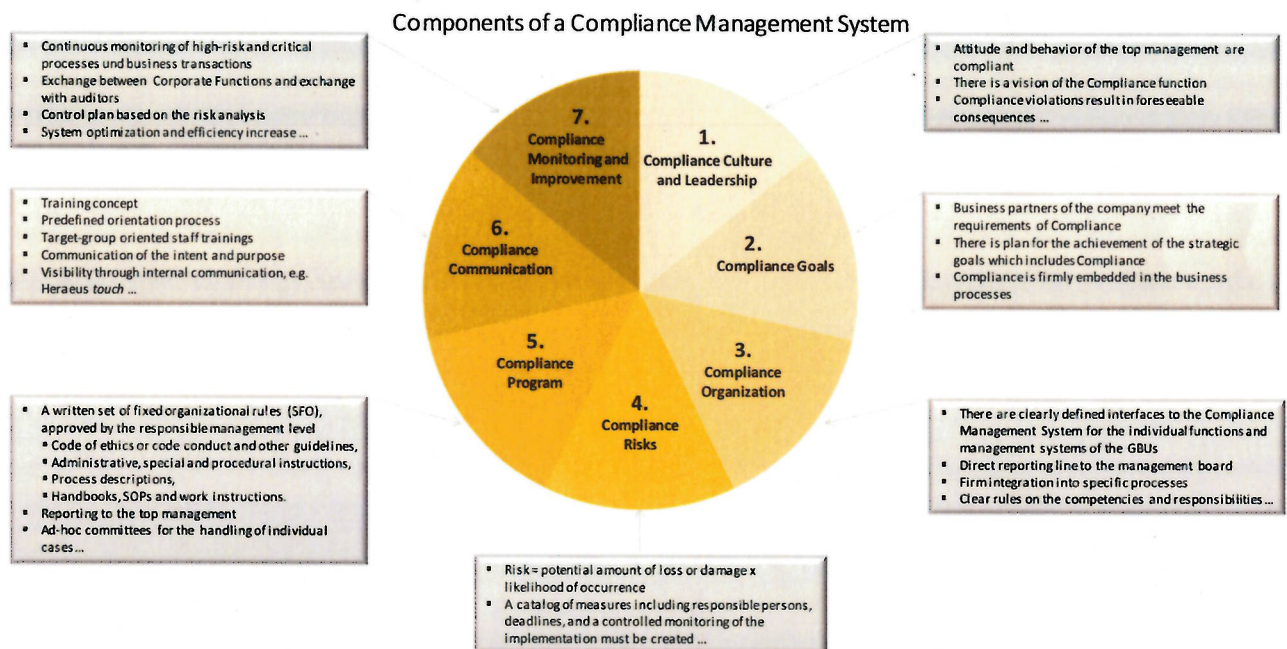 Components of a Compliance Management System
▪ Continuous monitoring of high-risk and critical
processes und business transactions
▪ Exchange between Corporate Functions and exchange
with auditors
▪ Control plan based on the risk analysis
▪ System optimization and efficiency increase ...
▪ Attitude and behavior of the top management are
compliant
▪ There is a vision of the Compliance function
▪ Compliance violations result in foreseeable
consequences ...
7.
Compliance
Monitoring and
Improvement
1.
Compliance Culture
and Leadership
▪ Training concept
▪ Predefined orientation process
▪ Target-group oriented staff trainings
▪ Communication of the intent and purpose
▪ Visibility through internal communication, e.g.
Heraeus touch ...
6.
Compliance
Communication
2.
Compliance Goals
▪ Business partners of the company meet the
requirements of Compliance
▪ There is plan for the achievement of the strategic
goals which includes Compliance
▪ Compliance is firmly embedded in the business
processes
5.
Compliance
Program
3.
Compliance
Organization
4.
Compliance
Risks
▪ A written set of fixed organizational rules (SFO),
approved by the responsible management level
▪ Code of ethics or code conduct and other guidelines,
▪ Administrative, special and procedural instructions,
▪ Process descriptions,
▪ Handbooks, SOPs and work instructions.
▪ Reporting to the top management
▪ Ad-hoc committees for the handling of individual
cases ...
▪ There are clearly defined interfaces to the Compliance
Management System for the individual functions and
management systems of the GBUs
▪ Direct reporting line to the management board
▪ Firm integration into specific processes
▪ Clear rules on the competencies and responsibilities ...
▪ Risk = potential amount of loss or damage x
likelihood of occurrence
▪ A catalog of measures including responsible persons,
deadlines, and a controlled monitoring of the
implementation must be created ...